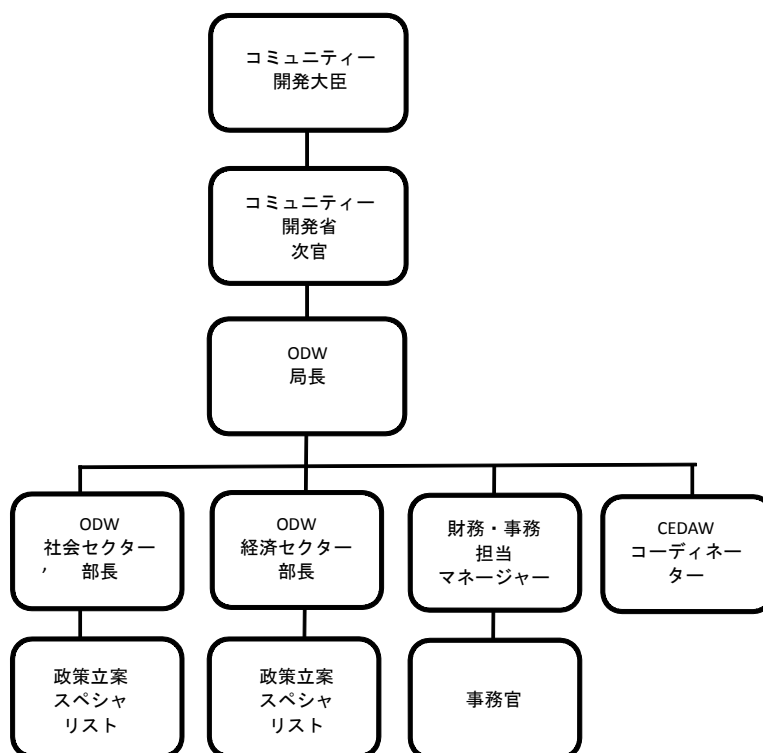 コミュニティー
開発大臣
コミュニティー
開発省
次官
ODW
局長
ODW
社会セクター
, 部長
ODW
経済セクター
部長
財務・事務
担当
マネージャー
CEDAW
コーディネー
ター
政策立案
スペシャ
リスト
政策立案
スペシャ
リスト
事務官